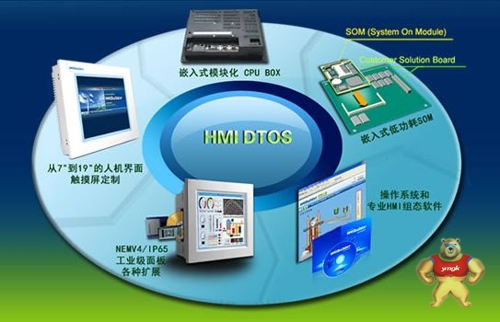 SOM (System On Module)
Customer Solution Board
嵌入式模块化 CPU BOX
嵌入式低功耗SOM
HMI DTOS
从7"到19"的人机界面
触摸屏定制
操作系统和
专业HMI组态软件
NEMV4/IP65
工业级面板
各种扩展
ymgk